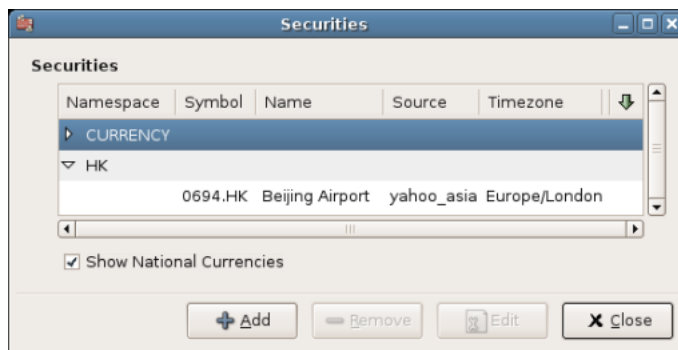 Securities
Securities
Namespace Symbol Name Source Timezone
CURRENCY
HK
0694.HK Beijing Airport yahoo_asia Europe/London
Show National Currencies
Add Remove Edit Close